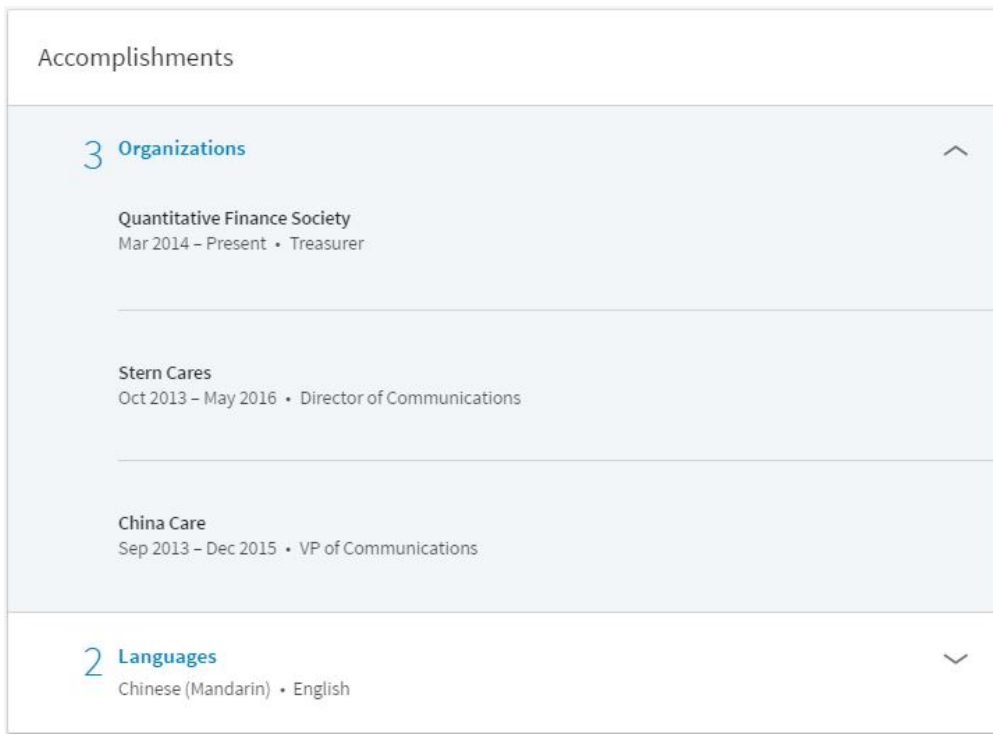 Accomplishments
3 Organizations
Quantitative Finance Society
Mar 2014 – Present • Treasurer
Stern Cares
Oct 2013 – May 2016 • Director of Communications
China Care
Sep 2013 – Dec 2015 • VP of Communications
2 Languages
Chinese (Mandarin) • English